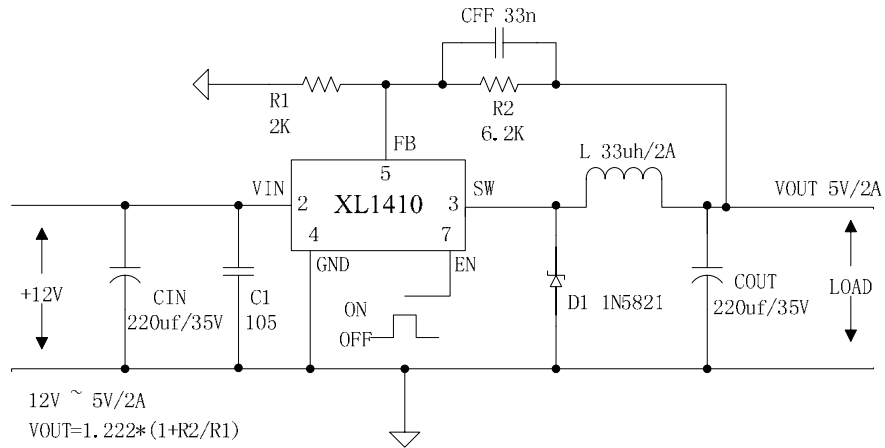 CFF 33n
R1
2K
R2
6.2K
FB
5
L 33uh/2A
VIN
SW
VOUT 5V/2A
2
XL1410
3
4
7
GND
EN
+12V
CIN
220uf/35V
C1
105
ON
OFF
D1 1N5821
COUT
220uf/35V
LOAD
12V ~ 5V/2A
VOUT=1.222*(1+R2/R1)